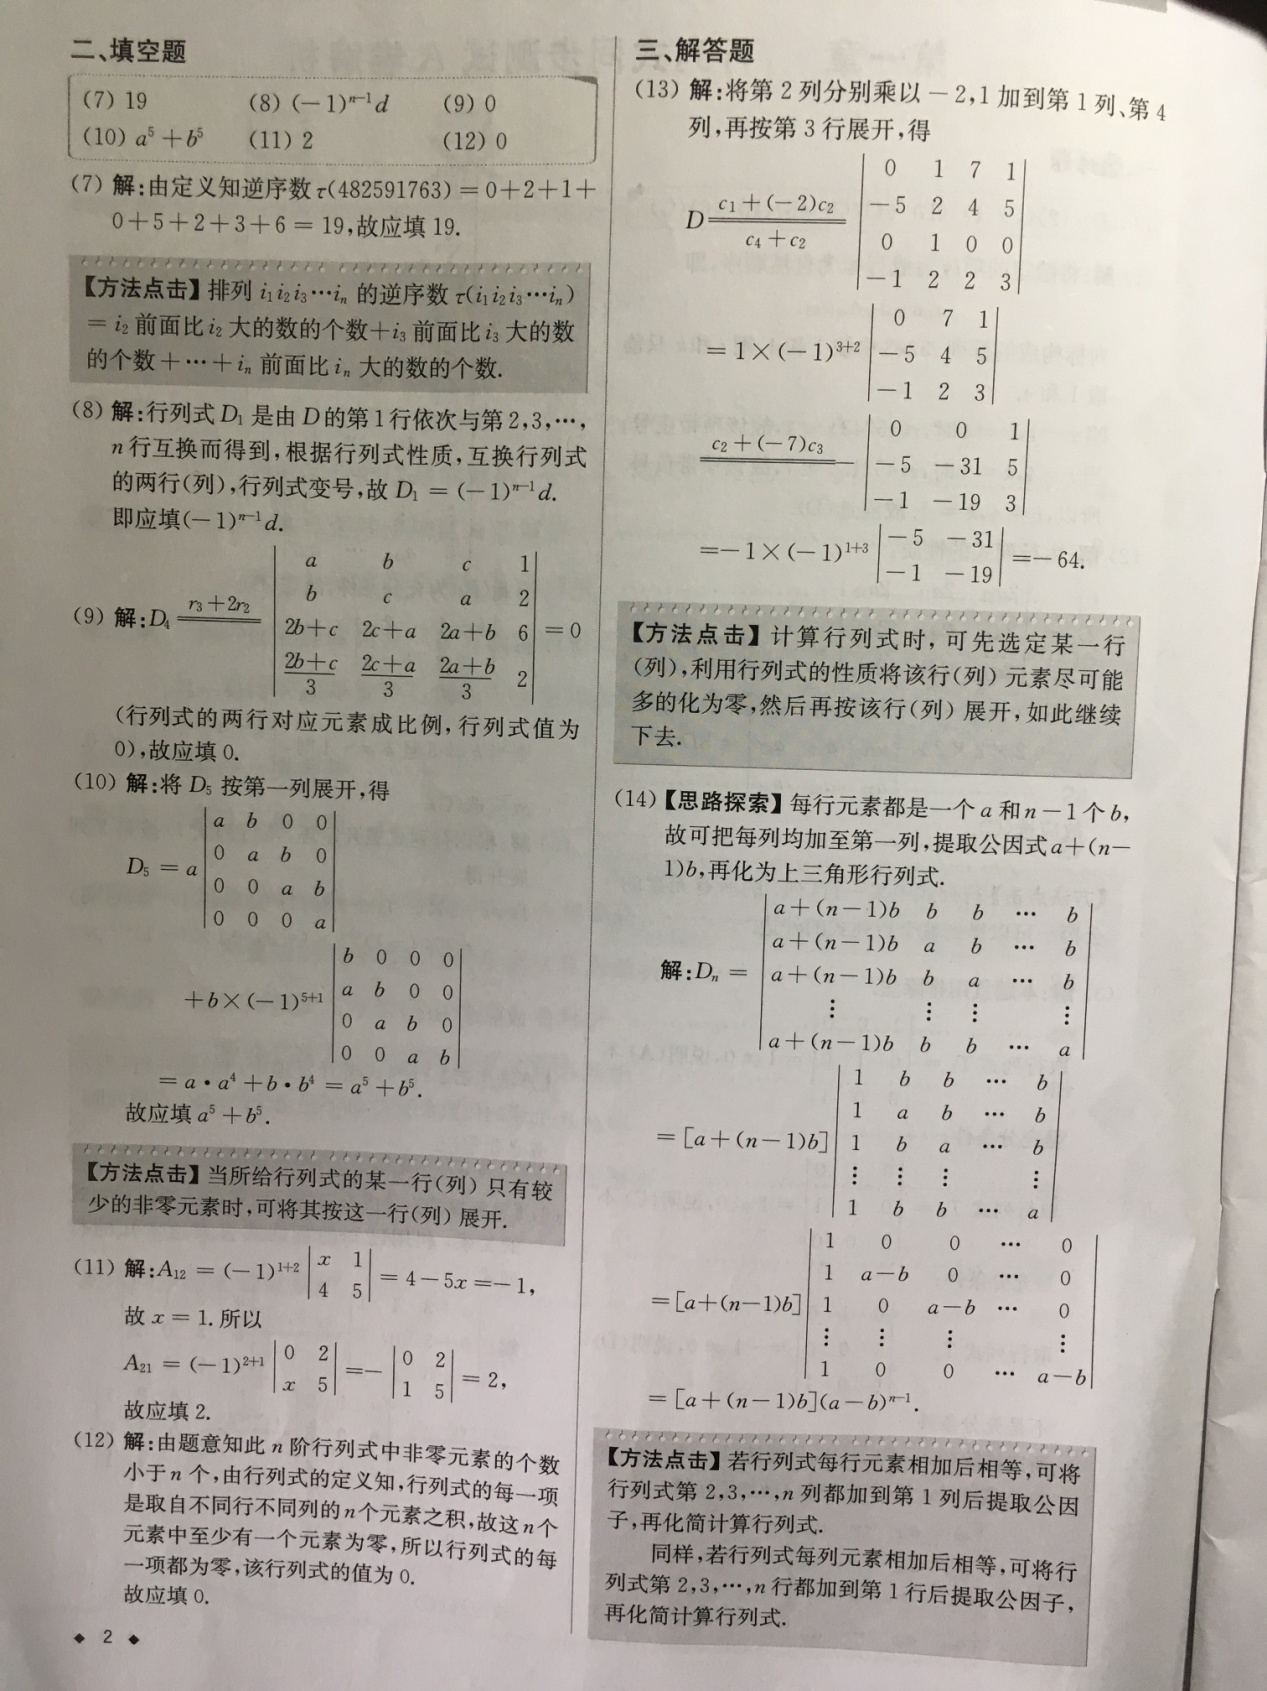 二、填空题
(7) 19 (8) (-1)ⁿ⁻¹d (9) 0
(10) a⁵+b⁵ (11) 2 (12) 0
(7) 解:由定义知逆序数τ(482591763)=0+2+1+
0+5+2+3+6=19,故应填19.
【方法点击】排列 i₁i₂i₃…iₙ 的逆序数 τ(i₁i₂i₃…iₙ)
=i₂ 前面比i₂ 大的数的个数+i₃ 前面比i₃ 大的数
的个数+…+iₙ 前面比 iₙ 大的数的个数.
(8) 解:行列式 D₁ 是由 D 的第 1 行依次与第 2,3,…,
n 行互换而得到,根据行列式性质,互换行列式
的两行(列),行列式变号,故 D₁=(-1)ⁿ⁻¹d.
即应填(-1)ⁿ⁻¹d.
a b c 1
b c a 2
(9) 解:D₄ r₃+2r₂ 2b+c 2c+a 2a+b 6 =0
2b+c/3 2c+a/3 2a+b/3 2
(行列式的两行对应元素成比例,行列式值为
0),故应填 0.
(10) 解:将 D₅ 按第一列展开,得
a b 0 0
D₅=a 0 a b 0
0 0 a b
0 0 0 a
b 0 0 0
+b×(-1)⁵⁺¹ a b 0 0
0 a b 0
0 0 a b
=a·a⁴+b·b⁴=a⁵+b⁵.
故应填 a⁵+b⁵.
【方法点击】当所给行列式的某一行(列) 只有较
少的非零元素时,可将其按这一行(列) 展开.
(11) 解:A₁₂=(-1)¹⁺² |x 1| =4-5x=-1,
|4 5|
故 x=1. 所以
A₂₁=(-1)²⁺¹ |0 2| =- |0 2| =2,
|x 5| |1 5|
故应填 2.
(12) 解:由题意知此 n 阶行列式中非零元素的个数
小于 n 个,由行列式的定义知,行列式的每一项
是取自不同行不同列的n个元素之积,故这n个
元素中至少有一个元素为零,所以行列式的每
一项都为零,该行列式的值为 0.
故应填 0.
◆ 2 ◆
三、解答题
(13) 解:将第 2 列分别乘以 -2,1 加到第 1 列、第 4
列,再按第 3 行展开,得
0 1 7 1
D c₁+(-2)c₂ -5 2 4 5
c₄+c₂ 0 1 0 0
-1 2 2 3
0 7 1
=1×(-1)³⁺² -5 4 5
-1 2 3
0 0 1
c₂+(-7)c₃ -5 -31 5
-1 -19 3
=-1×(-1)¹⁺³ |-5 -31| =-64.
|-1 -19|
【方法点击】计算行列式时,可先选定某一行
(列),利用行列式的性质将该行(列) 元素尽可能
多的化为零,然后再按该行(列) 展开,如此继续
下去.
(14)【思路探索】每行元素都是一个 a 和 n-1 个 b,
故可把每列均加至第一列,提取公因式a+(n-
1)b,再化为上三角形行列式.
a+(n-1)b b b … b
a+(n-1)b a b … b
解:Dₙ= a+(n-1)b b a … b
⋮ ⋮ ⋮ ⋮
a+(n-1)b b b … a
1 b b … b
1 a b … b
=[a+(n-1)b] 1 b a … b
⋮ ⋮ ⋮ ⋮
1 b b … a
1 0 0 … 0
1 a-b 0 … 0
=[a+(n-1)b] 1 0 a-b … 0
⋮ ⋮ ⋮ ⋮
1 0 0 … a-b
=[a+(n-1)b](a-b)ⁿ⁻¹.
【方法点击】若行列式每行元素相加后相等,可将
行列式第 2,3,…,n 列都加到第 1 列后提取公因
子,再化简计算行列式.
同样,若行列式每列元素相加后相等,可将行
列式第 2,3,…,n 行都加到第 1 行后提取公因子,
再化简计算行列式.